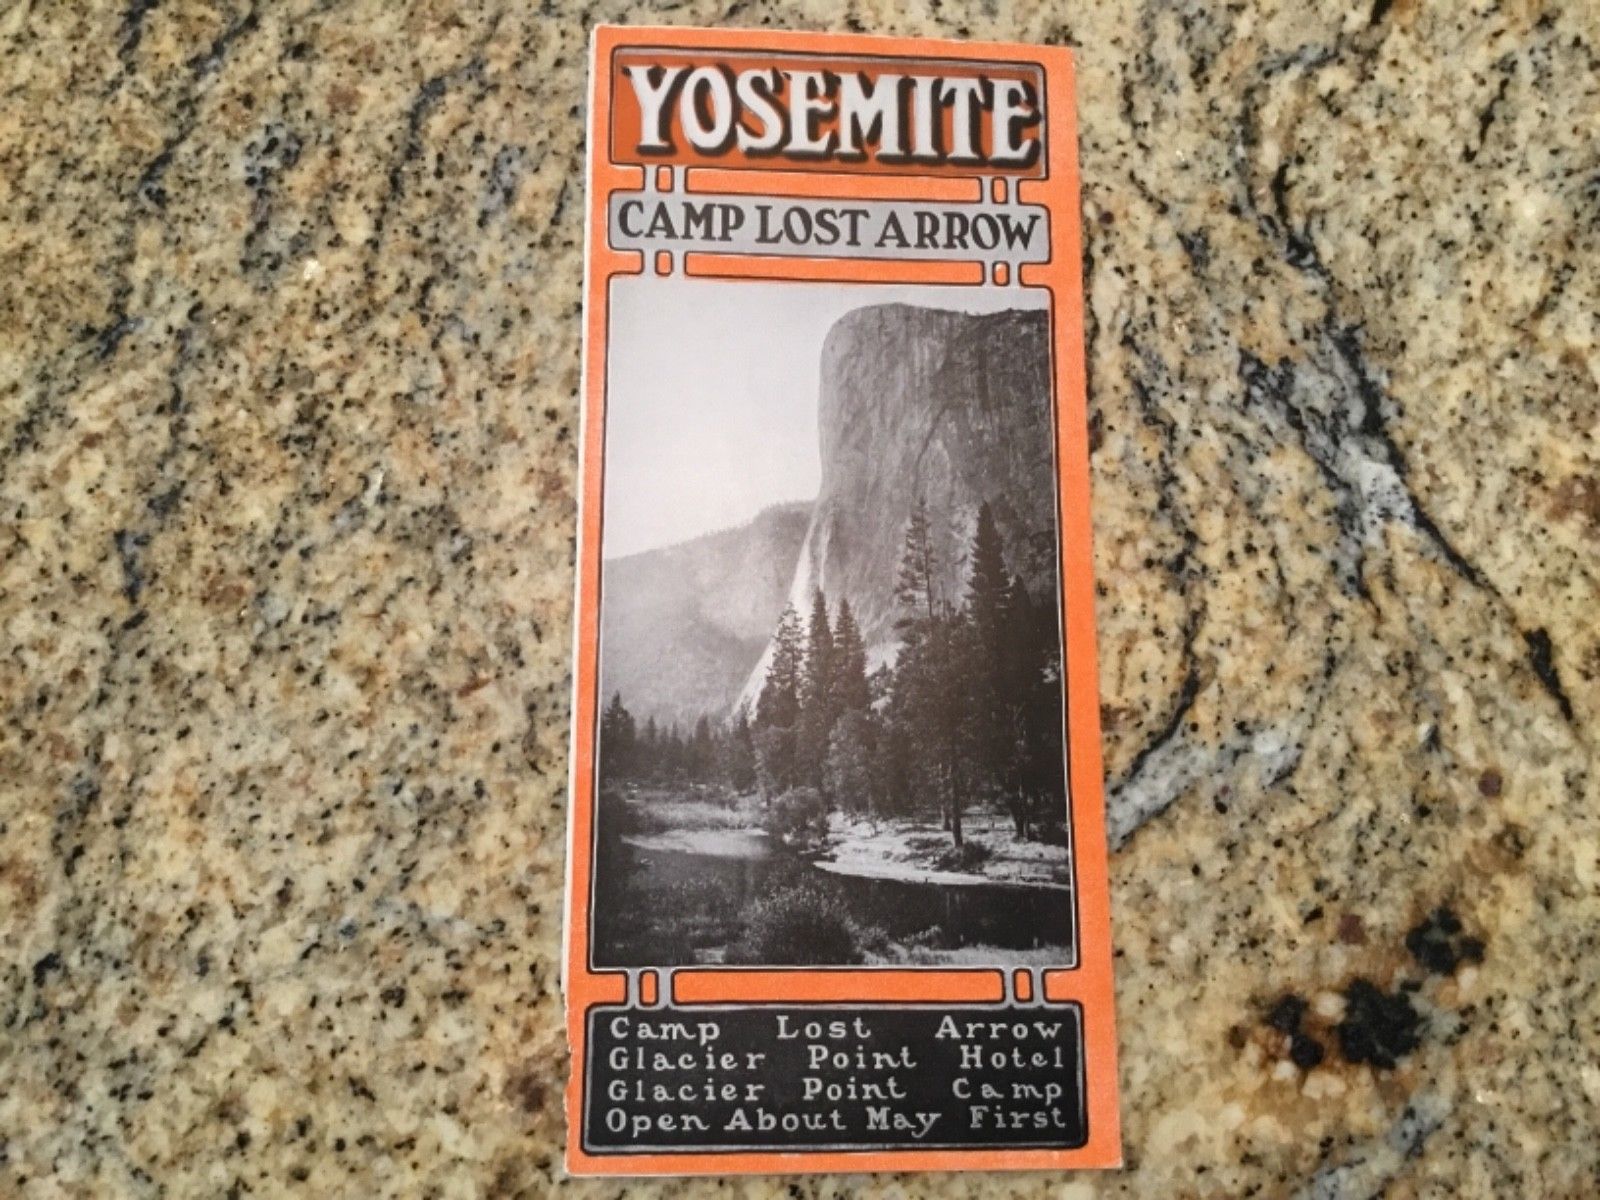 YOSEMITE
CAMP LOST ARROW
Camp Lost Arrow
Glacier Point Hotel
Glacier Point Camp
Open About May First